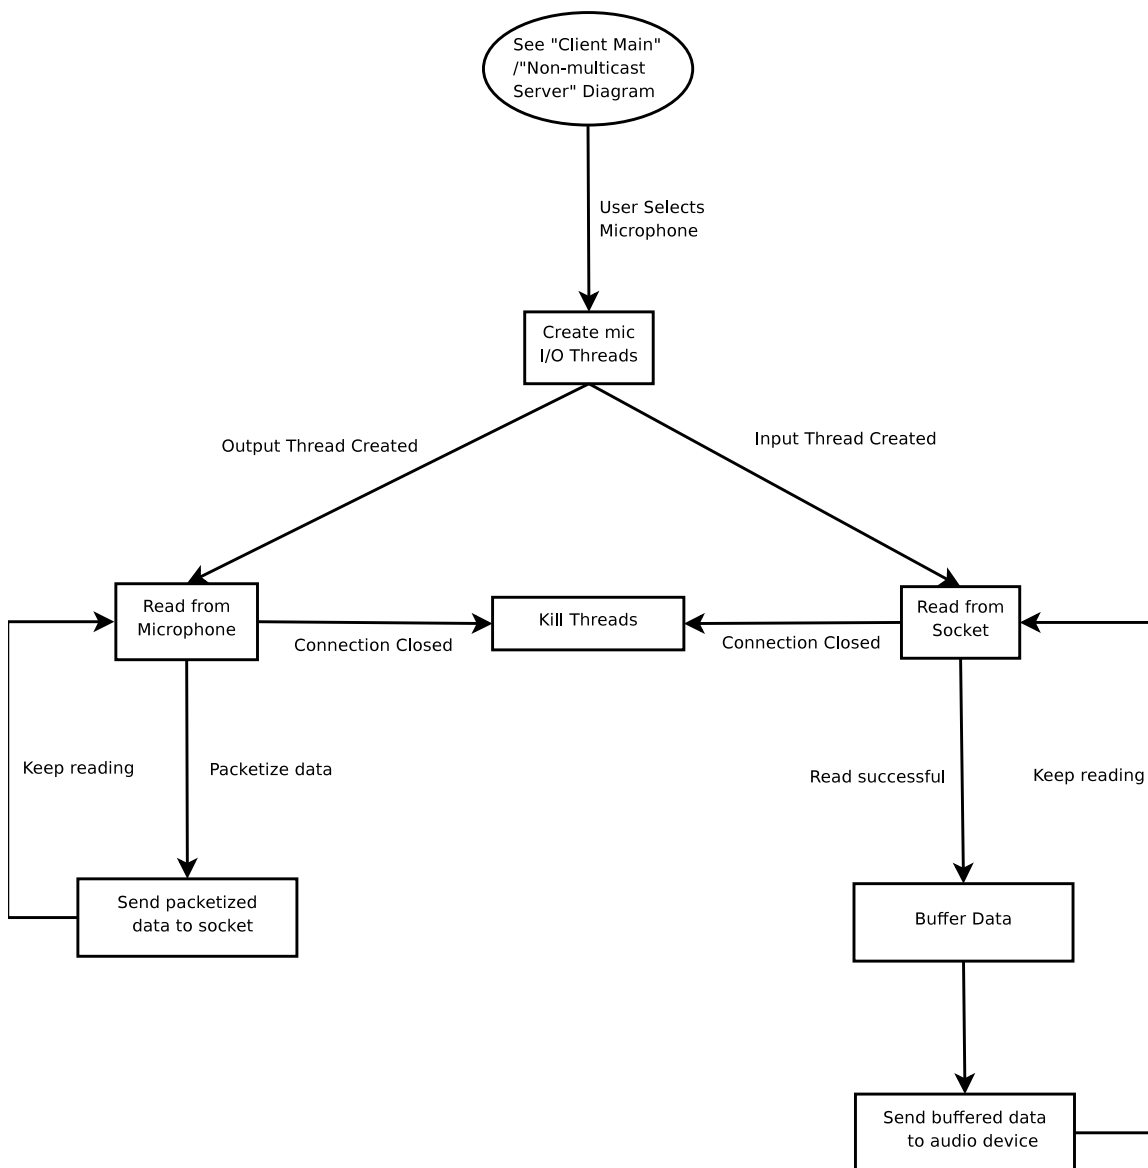 See "Client Main"
/"Non-multicast
Server" Diagram
User Selects
Microphone
Create mic
I/O Threads
Output Thread Created
Input Thread Created
Read from
Microphone
Connection Closed
Kill Threads
Connection Closed
Read from
Socket
Keep reading
Packetize data
Read successful
Keep reading
Send packetized
data to socket
Buffer Data
Send buffered data
to audio device